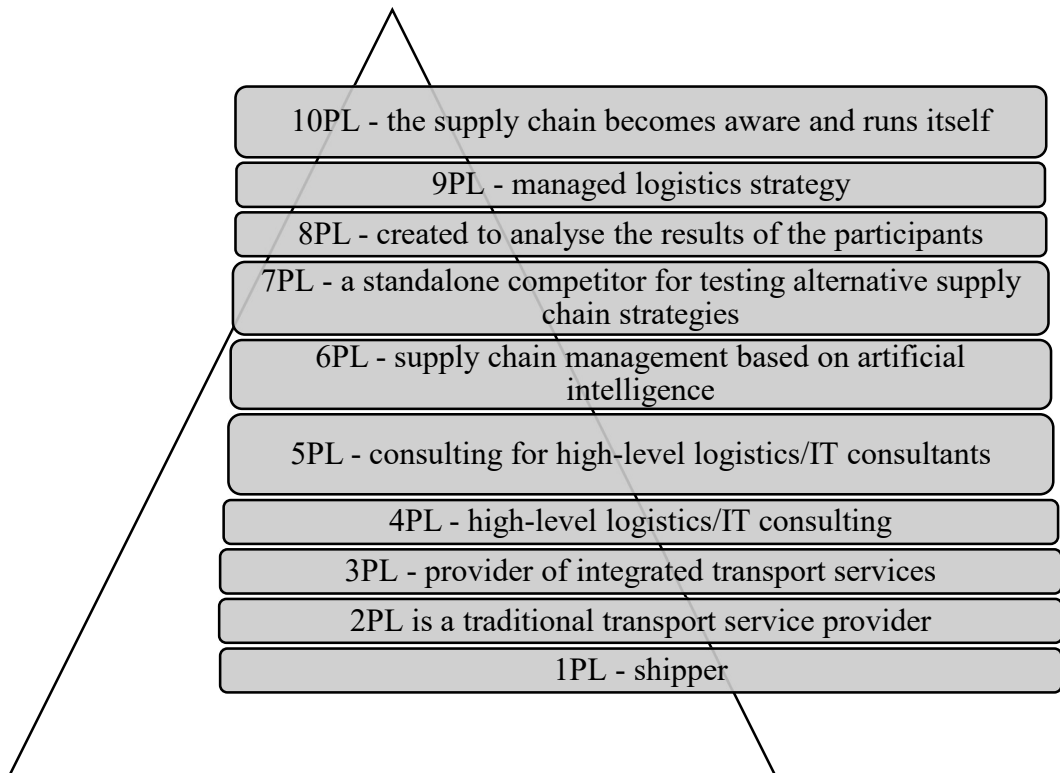 10PL - the supply chain becomes aware and runs itself
9PL - managed logistics strategy
8PL - created to analyse the results of the participants
7PL - a standalone competitor for testing alternative supply
chain strategies
6PL - supply chain management based on artificial
intelligence
5PL - consulting for high-level logistics/IT consultants
4PL - high-level logistics/IT consulting
3PL - provider of integrated transport services
2PL is a traditional transport service provider
1PL - shipper